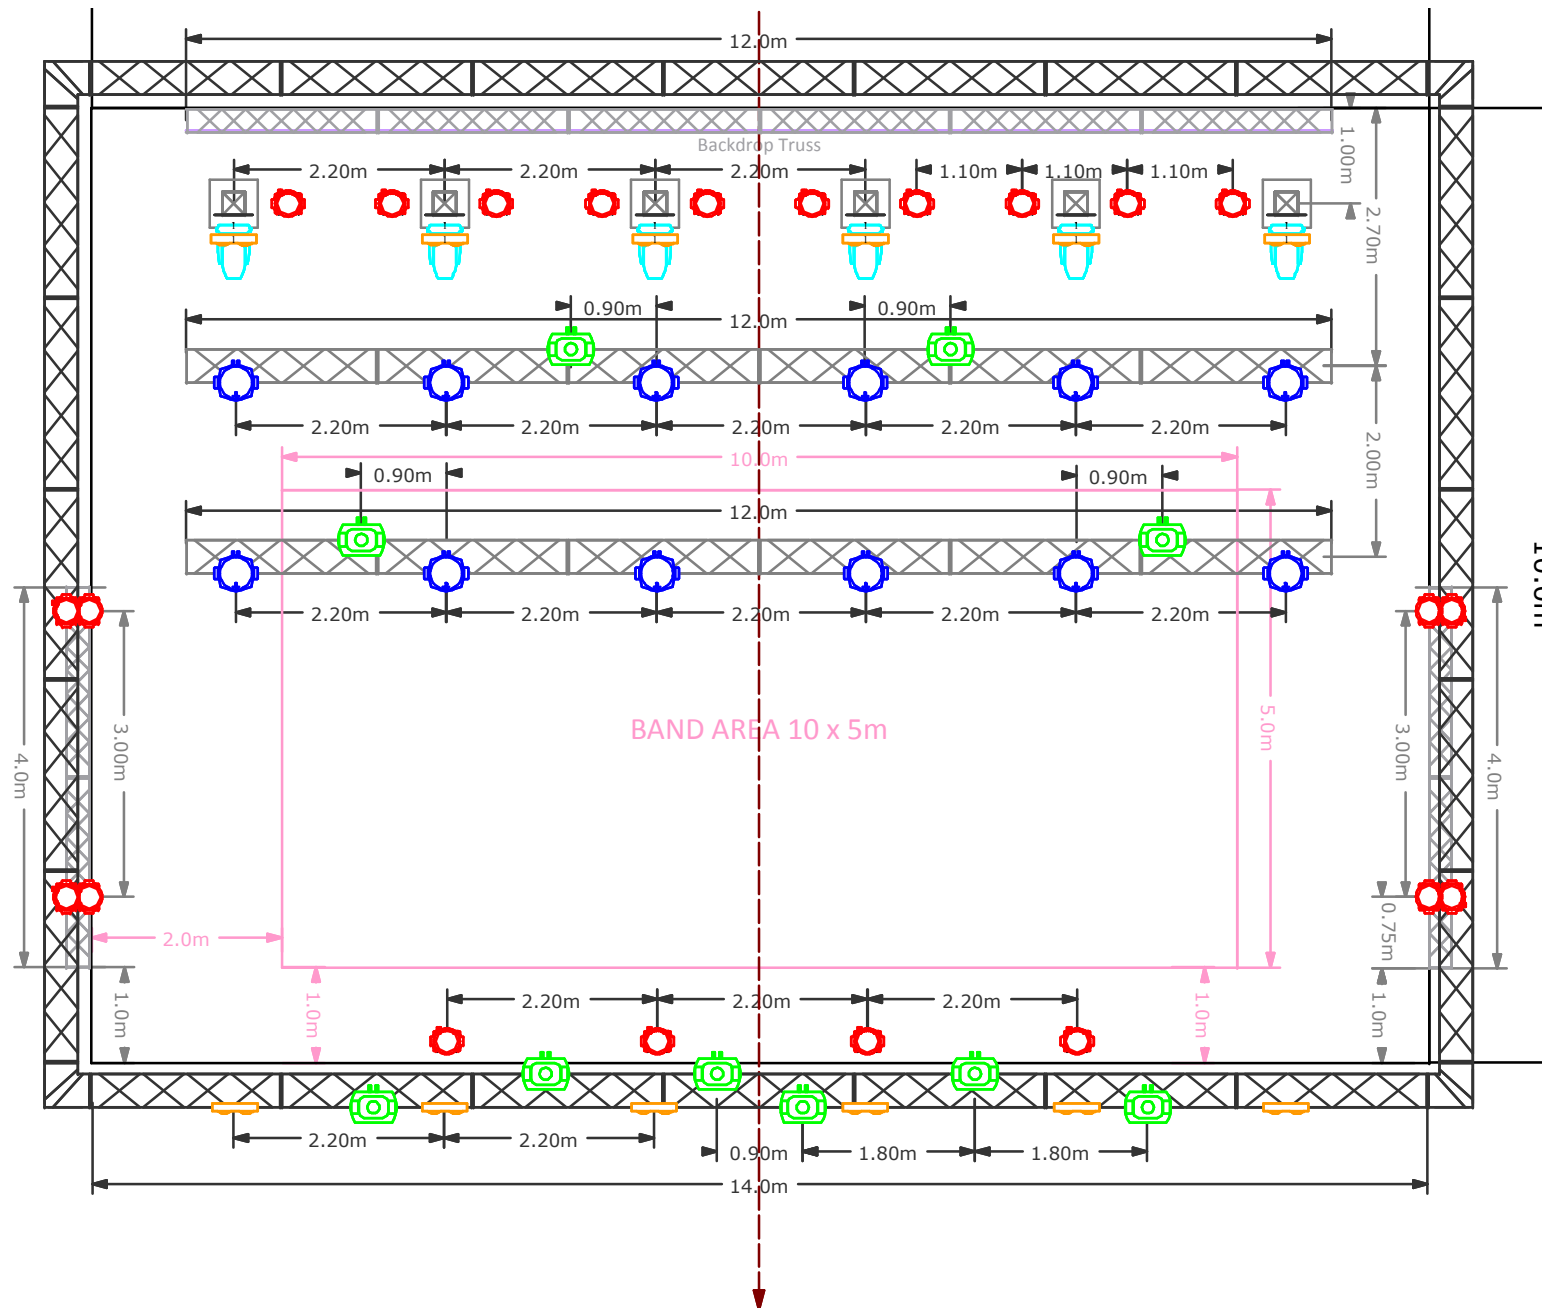 12.0m
Backdrop Truss
1.00m
2.20m 2.20m 2.20m 1.10m 1.10m 1.10m
2.70m
0.90m 0.90m
12.0m
2.20m 2.20m 2.20m 2.20m 2.20m
2.00m
10.0m
0.90m 0.90m
12.0m
10.0m
2.20m 2.20m 2.20m 2.20m 2.20m
BAND AREA 10 x 5m
5.0m
4.0m
3.00m
3.00m
4.0m
0.75m
2.0m
1.0m
1.0m
1.0m
1.0m
2.20m 2.20m 2.20m
2.20m 2.20m
0.90m 1.80m 1.80m
14.0m